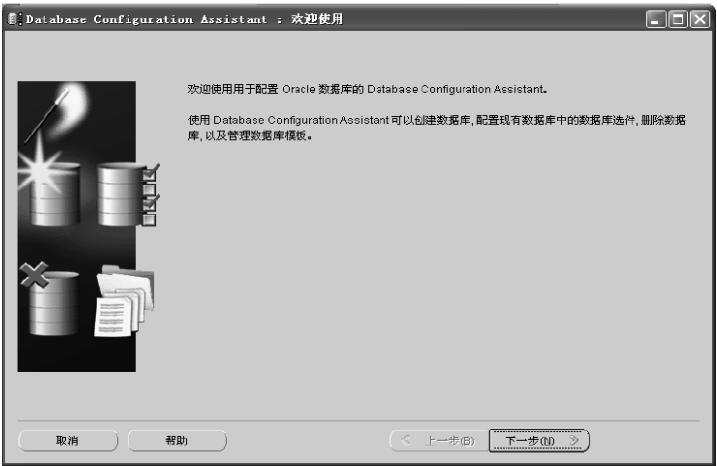 Database Configuration Assistant : 欢迎使用
欢迎使用用于配置 Oracle 数据库的 Database Configuration Assistant。
使用 Database Configuration Assistant 可以创建数据库, 配置现有数据库中的数据库选件, 删除数据
库, 以及管理数据库模板。
取消 帮助 上一步(B) 下一步(N)